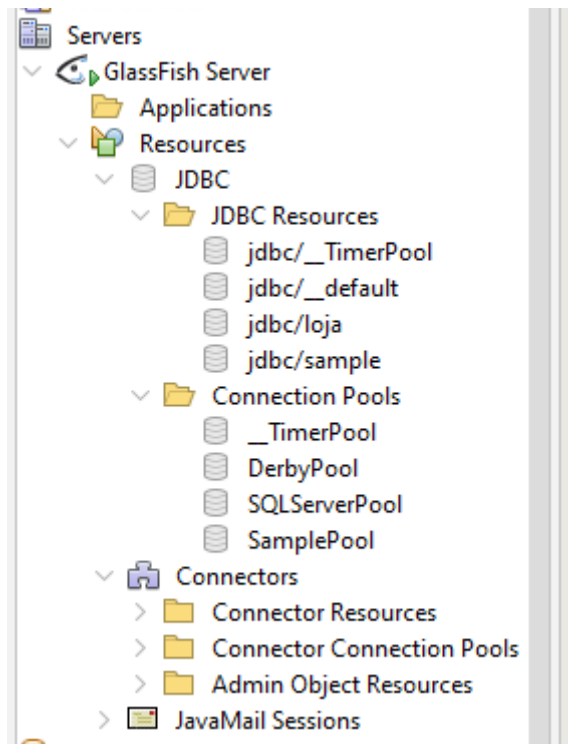 Servers
GlassFish Server
Applications
Resources
JDBC
JDBC Resources
jdbc/__TimerPool
jdbc/__default
jdbc/loja
jdbc/sample
Connection Pools
__TimerPool
DerbyPool
SQLServerPool
SamplePool
Connectors
Connector Resources
Connector Connection Pools
Admin Object Resources
JavaMail Sessions